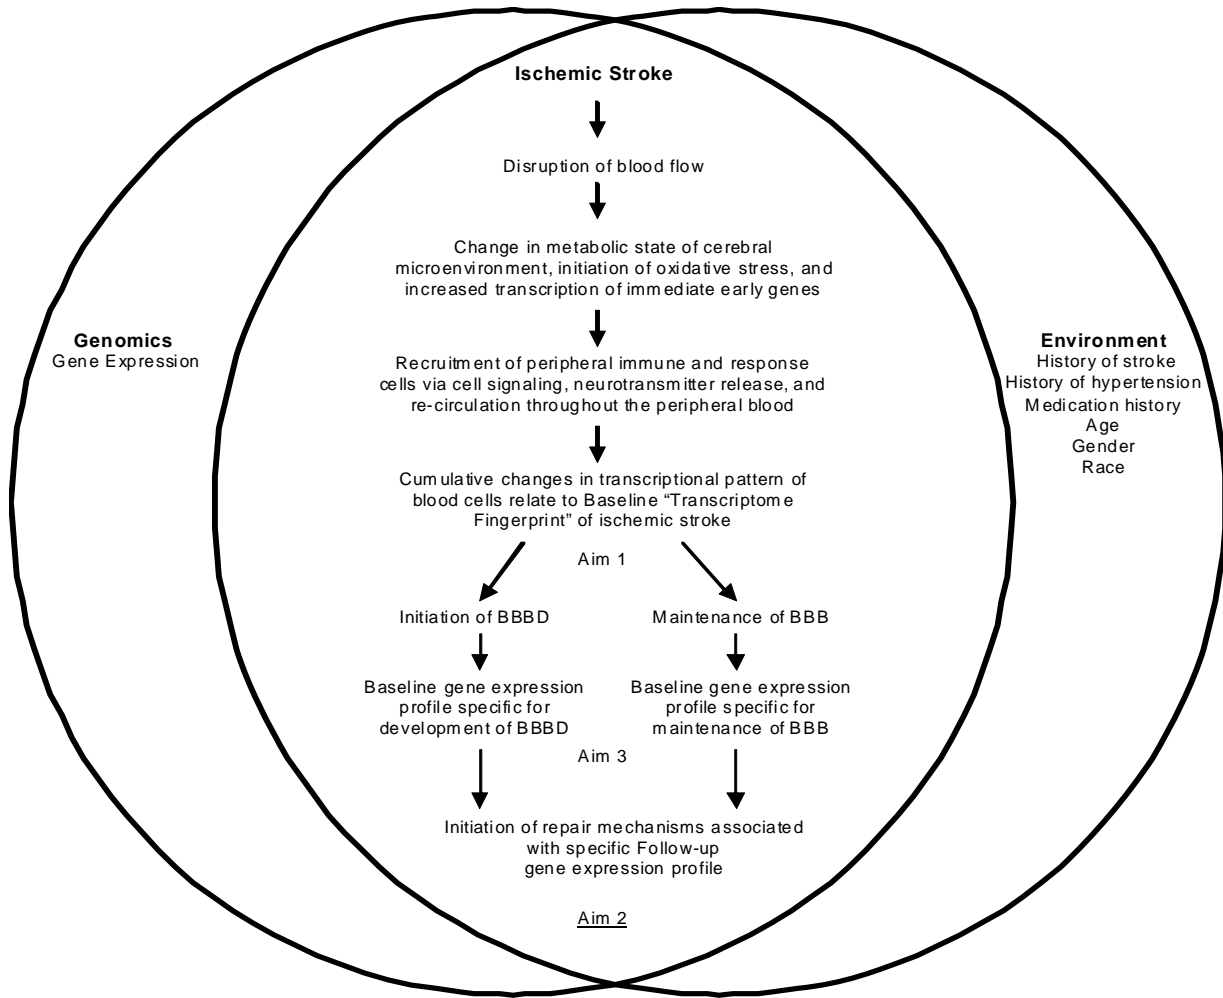 Ischemic Stroke
Disruption of blood flow
Change in metabolic state of cerebral
microenvironment, initiation of oxidative stress, and
increased transcription of immediate early genes
Genomics
Gene Expression
Environment
History of stroke
History of hypertension
Medication history
Age
Gender
Race
Recruitment of peripheral immune and response
cells via cell signaling, neurotransmitter release, and
re-circulation throughout the peripheral blood
Cumulative changes in transcriptional pattern of
blood cells relate to Baseline “Transcriptome
Fingerprint” of ischemic stroke
Aim 1
Initiation of BBBD
Maintenance of BBB
Baseline gene expression
profile specific for
development of BBBD
Baseline gene expression
profile specific for
maintenance of BBB
Aim 3
Initiation of repair mechanisms associated
with specific Follow-up
gene expression profile
Aim 2